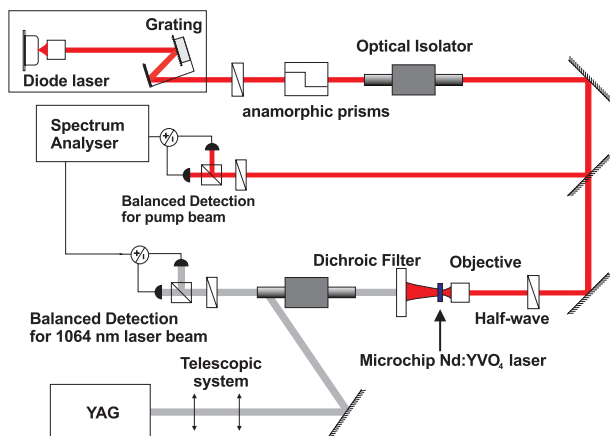 Grating
Diode laser
Optical Isolator
anamorphic prisms
Spectrum
Analyser
+/-
Balanced Detection
for pump beam
+/-
Dichroic Filter
Objective
Half-wave
Balanced Detection
for 1064 nm laser beam
Microchip Nd:YVO₄ laser
Telescopic
system
YAG